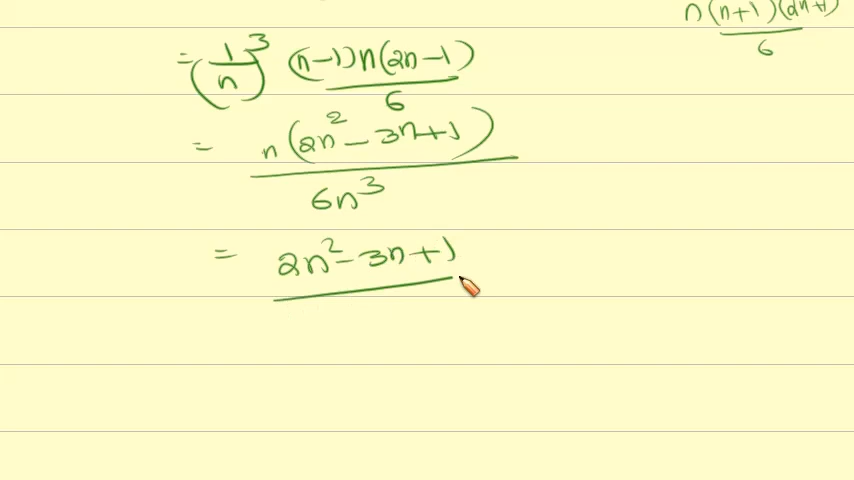 n(n+1)(2n+1)/6
= (1/n)^3 (n-1)n(2n-1)/6
= n(2n^2 - 3n + 1)/6n^3
= 2n^2 - 3n + 1